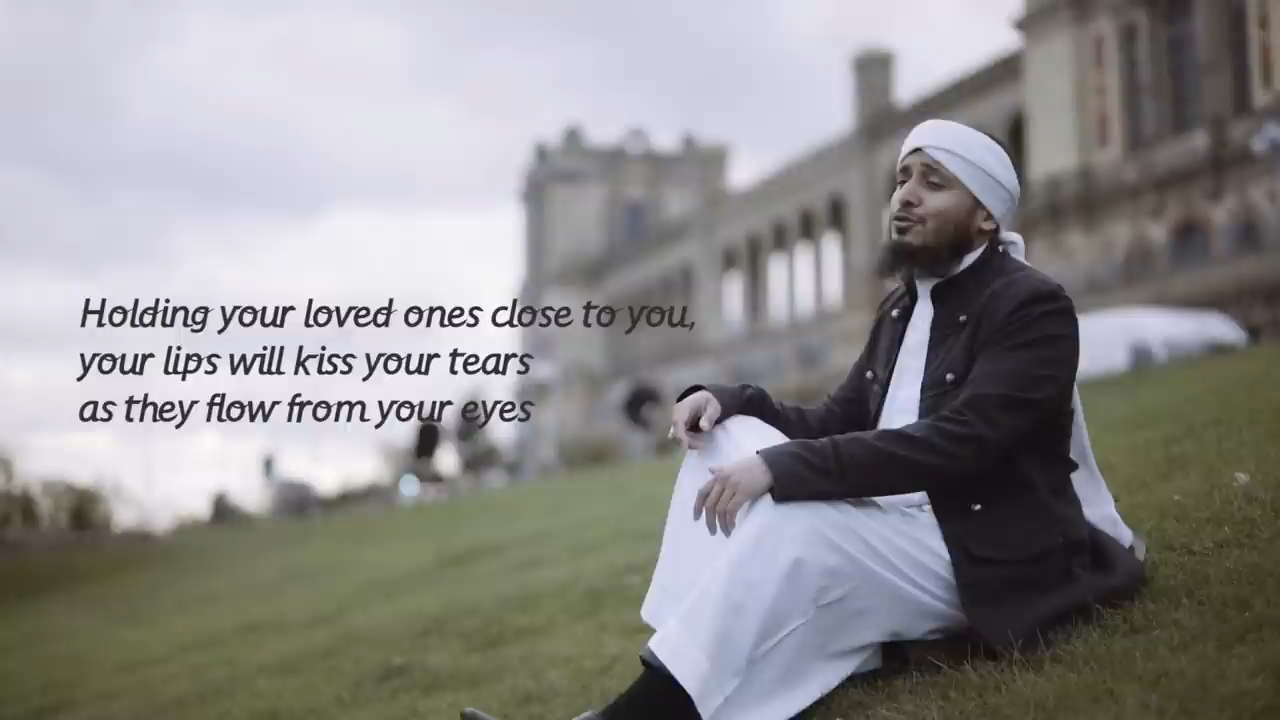 Holding your loved ones close to you,
your lips will kiss your tears
as they flow from your eyes